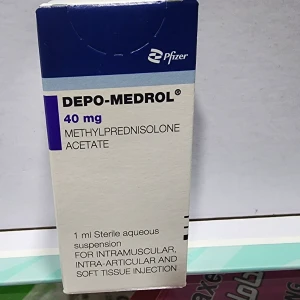 Pfizer
DEPO-MEDROL®
40 mg
METHYLPREDNISOLONE
ACETATE
1 ml Sterile aqueous
suspension
FOR INTRAMUSCULAR,
INTRA-ARTICULAR AND
SOFT TISSUE INJECTION